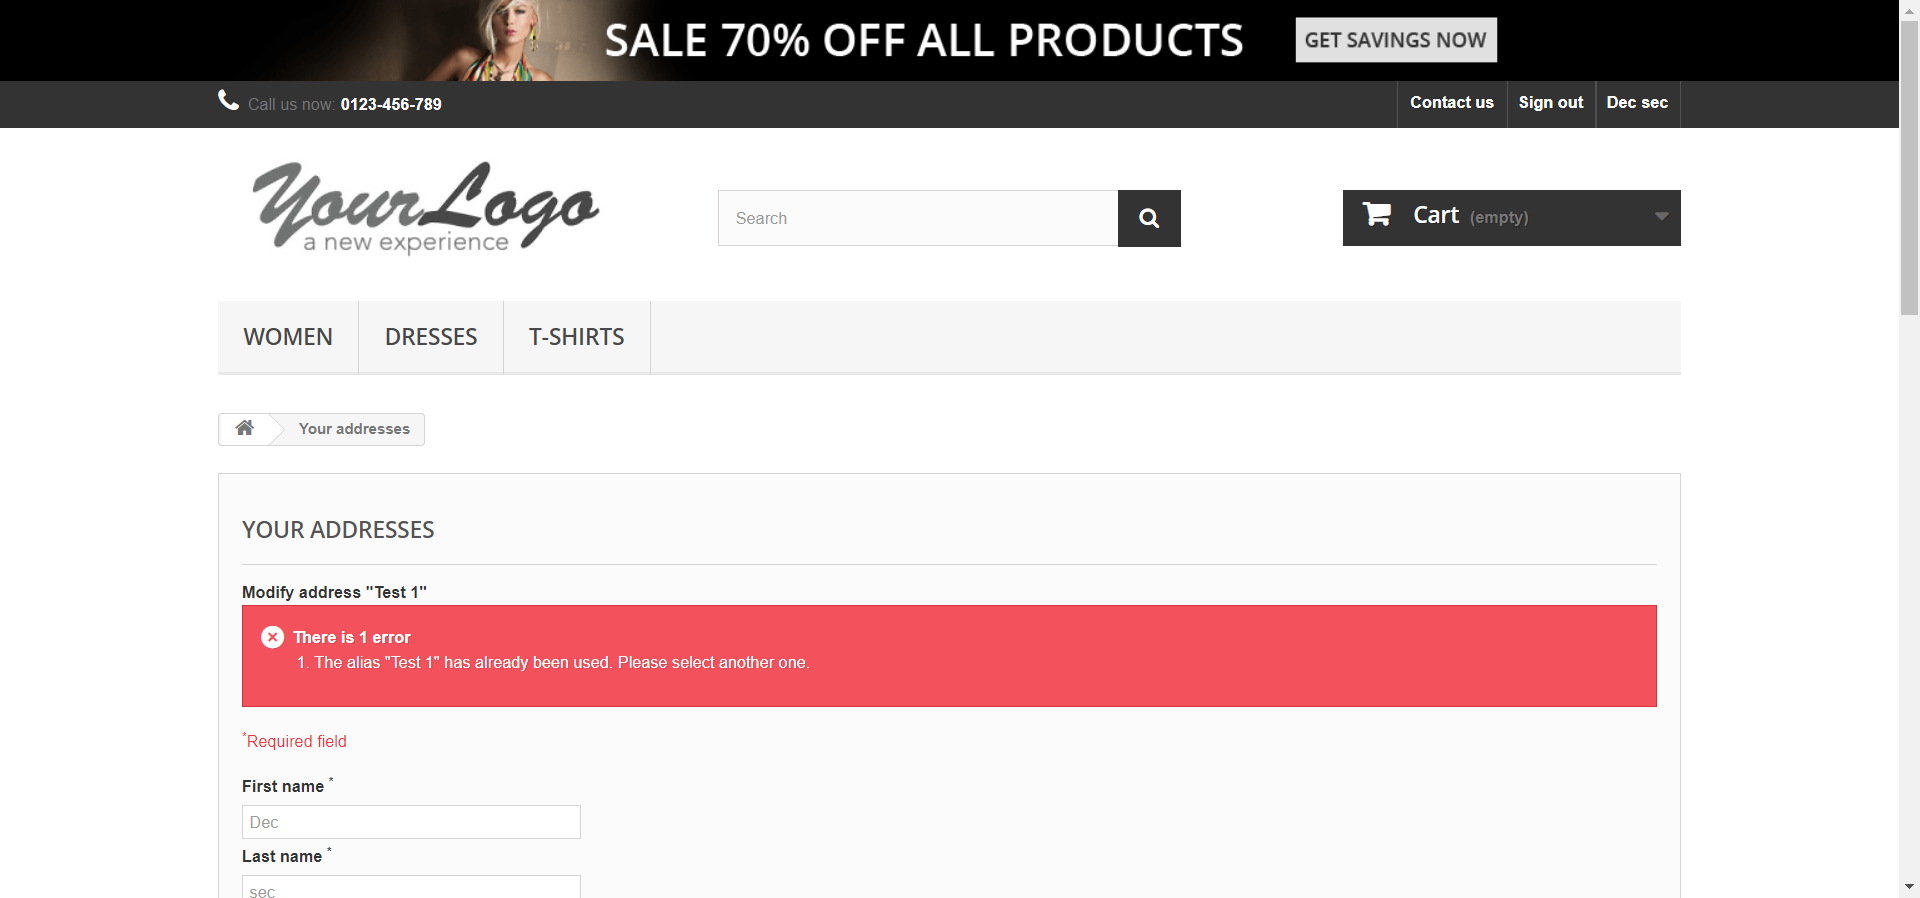 SALE 70% OFF ALL PRODUCTS GET SAVINGS NOW
Call us now: 0123-456-789 Contact us Sign out Dec sec
YourLogo
a new experience
Search
Cart (empty)
WOMEN DRESSES T-SHIRTS
Your addresses
YOUR ADDRESSES
Modify address "Test 1"
There is 1 error
1. The alias "Test 1" has already been used. Please select another one.
*Required field
First name *
Dec
Last name *
sec